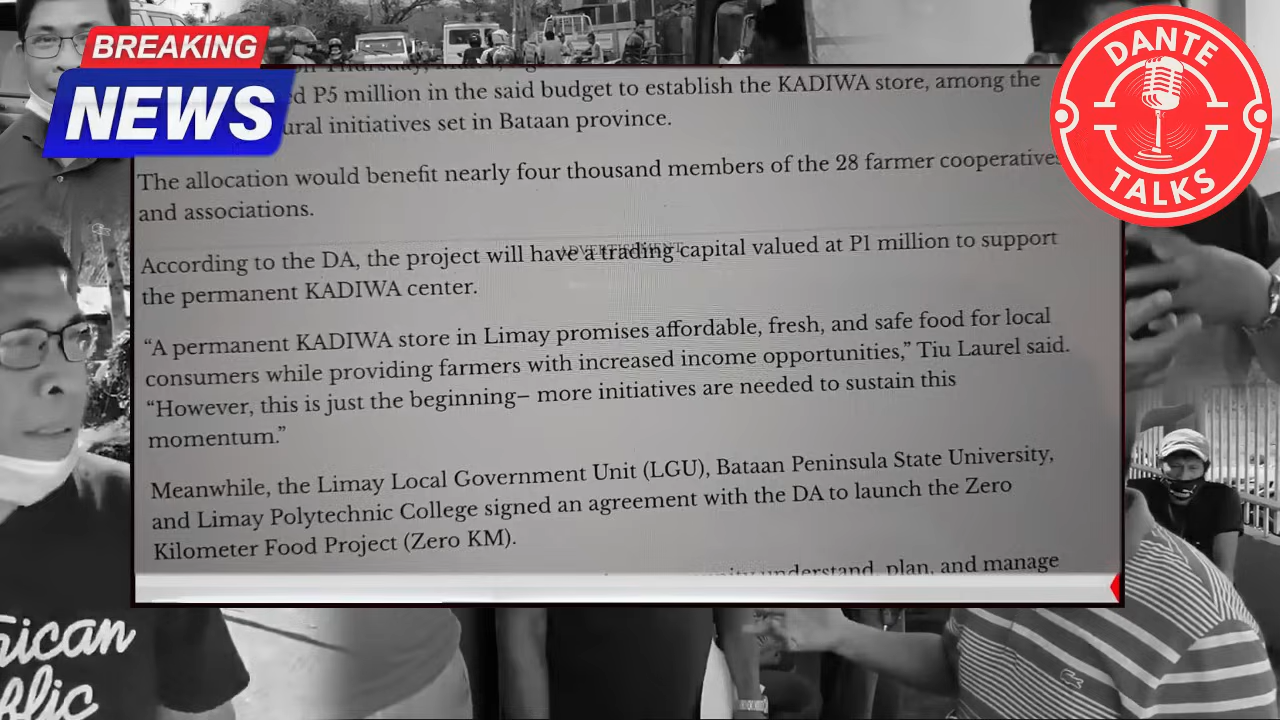 BREAKING
NEWS
DANTE
TALKS
P5 million in the said budget to establish the KADIWA store, among the
initiatives set in Bataan province.
The allocation would benefit nearly four thousand members of the 28 farmer cooperatives
and associations.
ADVERTISEMENT
According to the DA, the project will have a trading capital valued at P1 million to support
the permanent KADIWA center.
“A permanent KADIWA store in Limay promises affordable, fresh, and safe food for local
consumers while providing farmers with increased income opportunities,” Tiu Laurel said.
“However, this is just the beginning– more initiatives are needed to sustain this
momentum.”
Meanwhile, the Limay Local Government Unit (LGU), Bataan Peninsula State University,
and Limay Polytechnic College signed an agreement with the DA to launch the Zero
Kilometer Food Project (Zero KM).
understand, plan, and manage